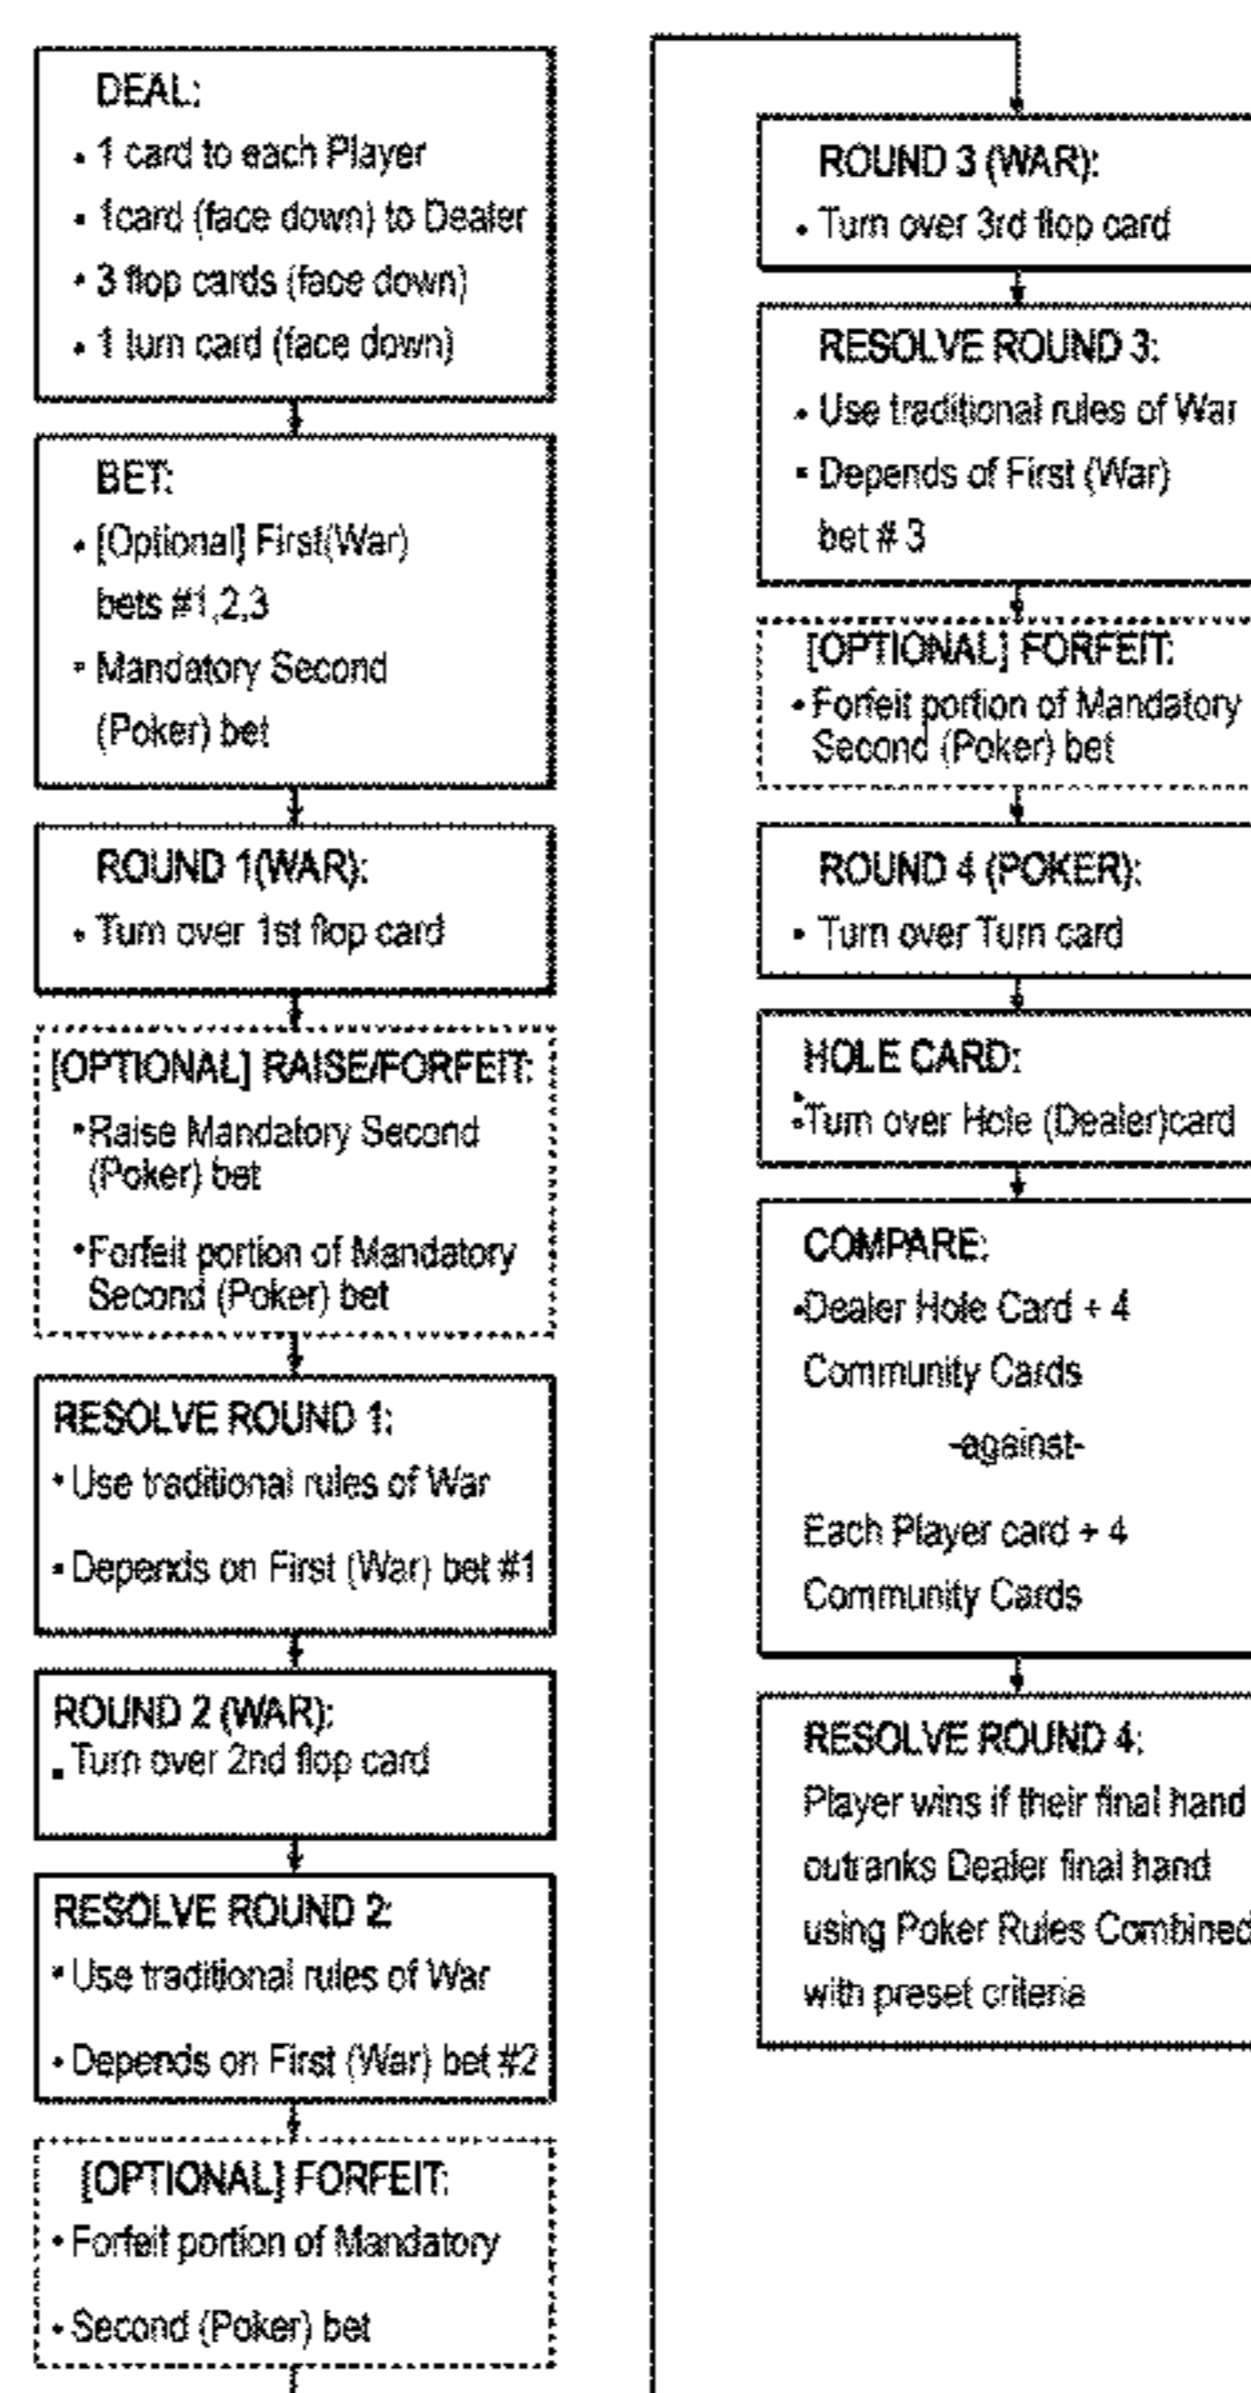 DEAL:
• 1 card to each Player
• 1card (face down) to Dealer
• 3 flop cards (face down)
• 1 turn card (face down)
BET:
• [Optional] First(War)
bets #1,2,3
• Mandatory Second
(Poker) bet
ROUND 1(WAR):
• Turn over 1st flop card
[OPTIONAL] RAISE/FORFEIT:
• Raise Mandatory Second
(Poker) bet
• Forfeit portion of Mandatory
Second (Poker) bet
RESOLVE ROUND 1:
• Use traditional rules of War
• Depends on First (War) bet #1
ROUND 2 (WAR):
• Turn over 2nd flop card
RESOLVE ROUND 2:
• Use traditional rules of War
• Depends on First (War) bet #2
[OPTIONAL] FORFEIT:
• Forfeit portion of Mandatory
• Second (Poker) bet
ROUND 3 (WAR):
• Turn over 3rd flop card
RESOLVE ROUND 3:
• Use traditional rules of War
• Depends of First (War)
bet # 3
[OPTIONAL] FORFEIT:
• Forfeit portion of Mandatory
Second (Poker) bet
ROUND 4 (POKER):
• Turn over Turn card
HOLE CARD:
• Turn over Hole (Dealer)card
COMPARE:
• Dealer Hole Card + 4
Community Cards
-against-
Each Player card + 4
Community Cards
RESOLVE ROUND 4:
Player wins if their final hand
outranks Dealer final hand
using Poker Rules Combined
with preset criteria